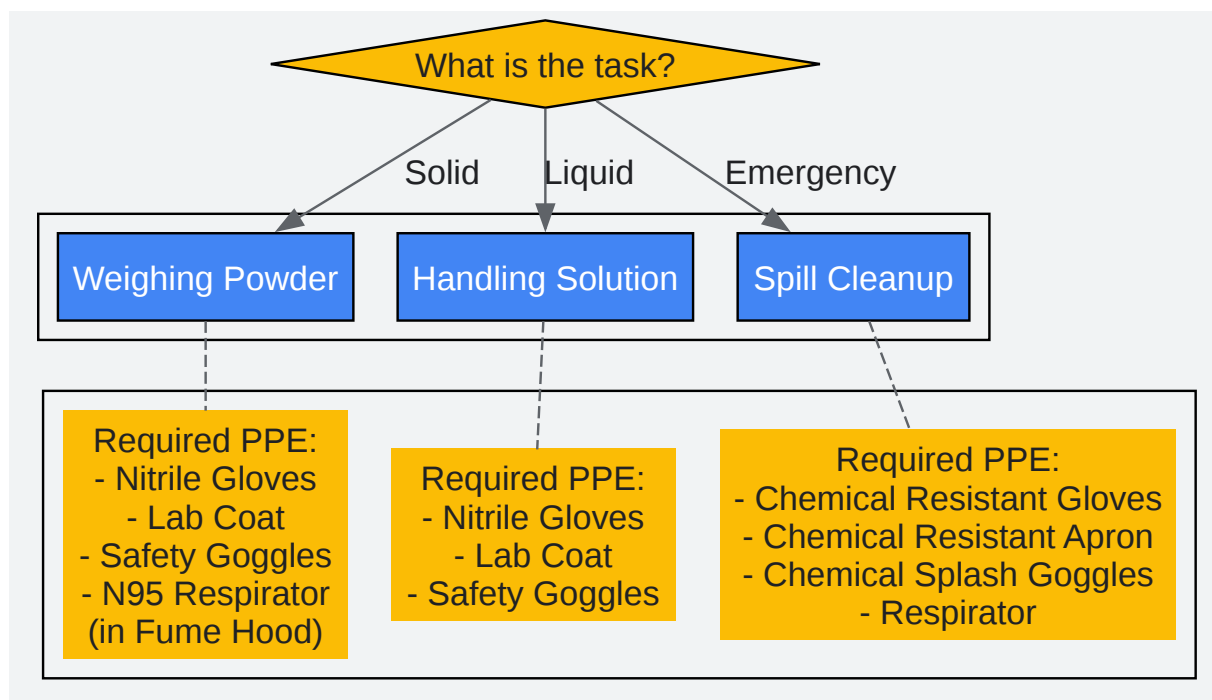 What is the task?
Solid
Liquid
Emergency
Weighing Powder
Handling Solution
Spill Cleanup
Required PPE:
- Nitrile Gloves
- Lab Coat
- Safety Goggles
- N95 Respirator
(in Fume Hood)
Required PPE:
- Nitrile Gloves
- Lab Coat
- Safety Goggles
Required PPE:
- Chemical Resistant Gloves
- Chemical Resistant Apron
- Chemical Splash Goggles
- Respirator